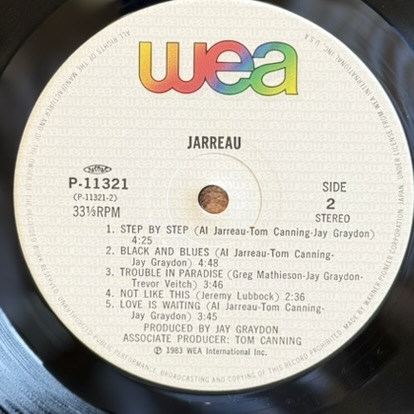 wea
JARREAU
P-11321
(P-11321-2)
33⅓RPM
SIDE
2
STEREO
1. STEP BY STEP (Al Jarreau-Tom Canning-Jay Graydon)
4:25
2. BLACK AND BLUES (Al Jarreau-Tom Canning-
Jay Graydon) 4:48
3. TROUBLE IN PARADISE (Greg Mathieson-Jay Graydon-
Trevor Veitch) 3:46
4. NOT LIKE THIS (Jeremy Lubbock) 2:36
5. LOVE IS WAITING (Al Jarreau-Tom Canning-
Jay Graydon) 3:45
PRODUCED BY JAY GRAYDON
ASSOCIATE PRODUCER: TOM CANNING
℗ 1983 WEA International Inc.